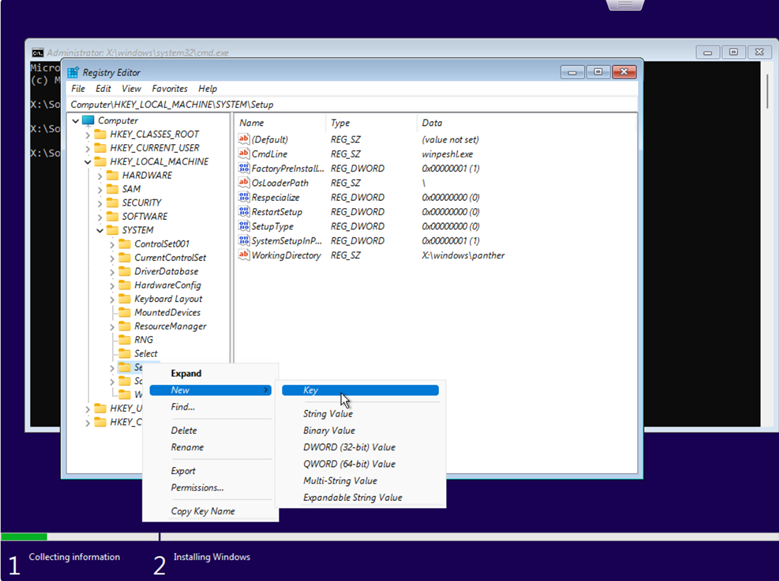 Administrator: X:\windows\system32\cmd.exe
Micro
(c) M
X:\So
X:\So
X:\So
Registry Editor
File Edit View Favorites Help
Computer\HKEY_LOCAL_MACHINE\SYSTEM\Setup
Computer
HKEY_CLASSES_ROOT
HKEY_CURRENT_USER
HKEY_LOCAL_MACHINE
HARDWARE
SAM
SECURITY
SOFTWARE
SYSTEM
ControlSet001
CurrentControlSet
DriverDatabase
HardwareConfig
Keyboard Layout
MountedDevices
ResourceManager
RNG
Select
Se
So
W
HKEY_U
HKEY_C
Name Type Data
(Default) REG_SZ (value not set)
CmdLine REG_SZ winpeshl.exe
FactoryPreInstall... REG_DWORD 0x00000001 (1)
OsLoaderPath REG_SZ \
Respecialize REG_DWORD 0x00000000 (0)
RestartSetup REG_DWORD 0x00000000 (0)
SetupType REG_DWORD 0x00000000 (0)
SystemSetupInP... REG_DWORD 0x00000001 (1)
WorkingDirectory REG_SZ X:\windows\panther
Expand
New
Find...
Delete
Rename
Export
Permissions...
Copy Key Name
Key
String Value
Binary Value
DWORD (32-bit) Value
QWORD (64-bit) Value
Multi-String Value
Expandable String Value
1 Collecting information 2 Installing Windows